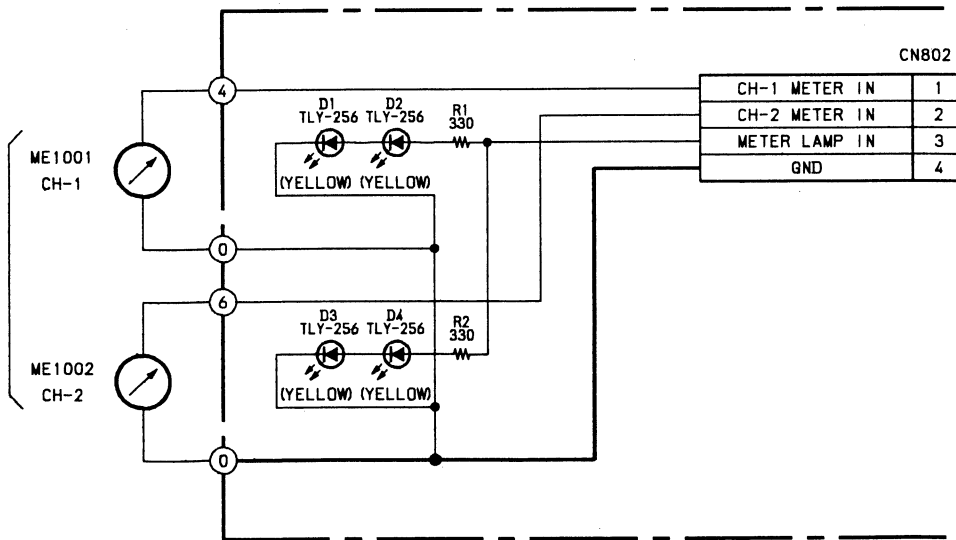 CN802
CH-1 METER IN 1
CH-2 METER IN 2
METER LAMP IN 3
GND 4
4
D1 D2 R1
TLY-256 TLY-256 330
(YELLOW) (YELLOW)
ME1001
CH-1
0
6
D3 D4 R2
TLY-256 TLY-256 330
(YELLOW) (YELLOW)
ME1002
CH-2
0